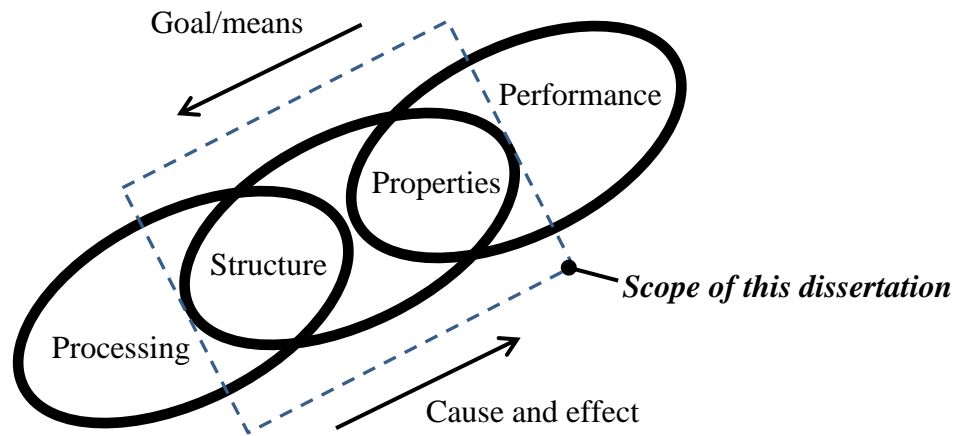 Goal/means
Performance
Properties
Structure
Scope of this dissertation
Processing
Cause and effect